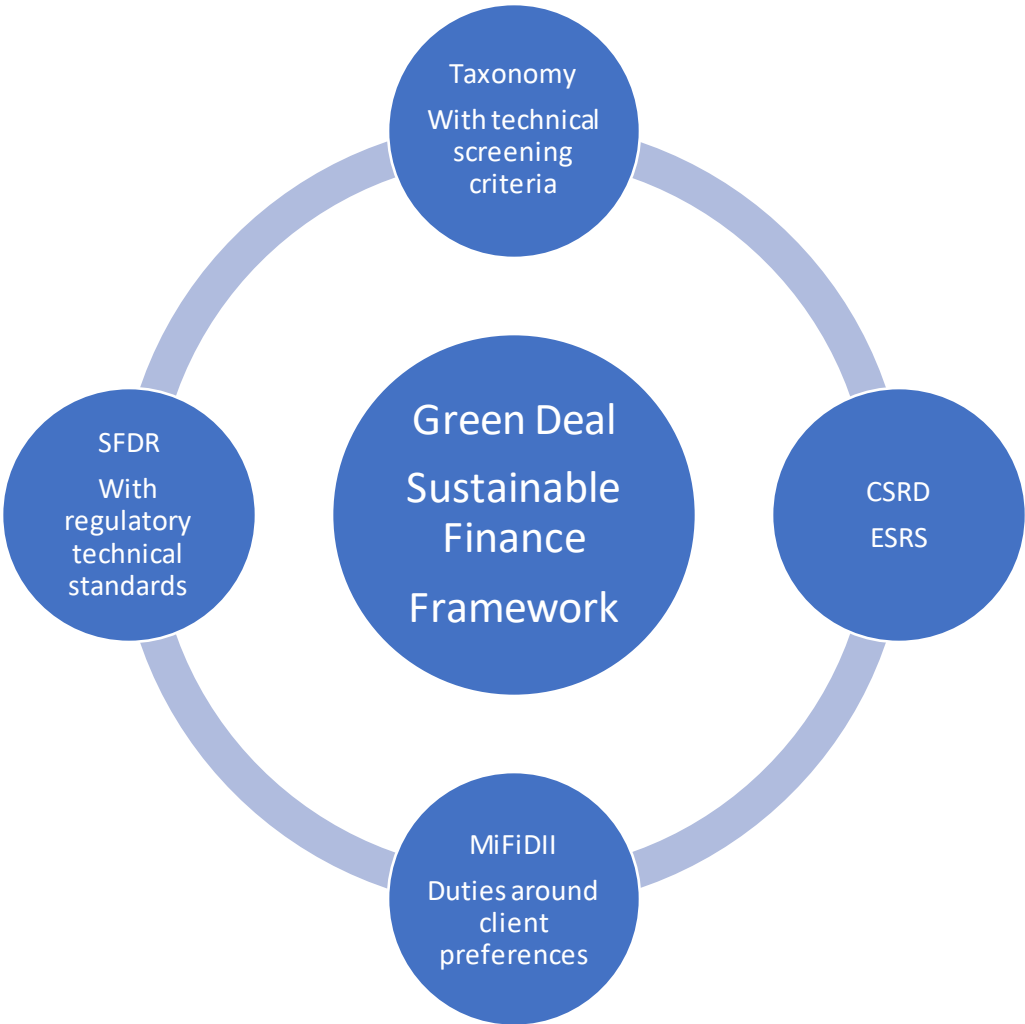 Taxonomy
With technical
screening
criteria
Green Deal
Sustainable
Finance
Framework
SFDR
With
regulatory
technical
standards
CSRD
ESRS
MiFiDII
Duties around
client
preferences